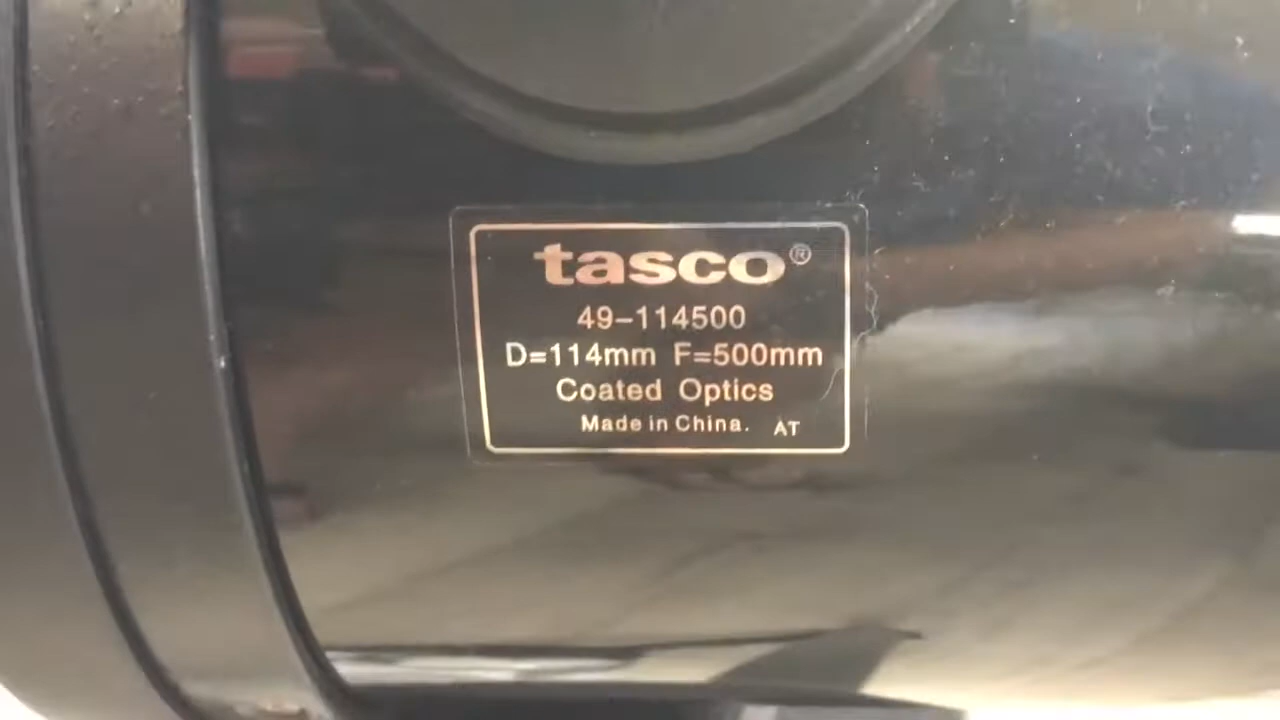 tasco®
49-114500
D=114mm F=500mm
Coated Optics
Made in China. AT